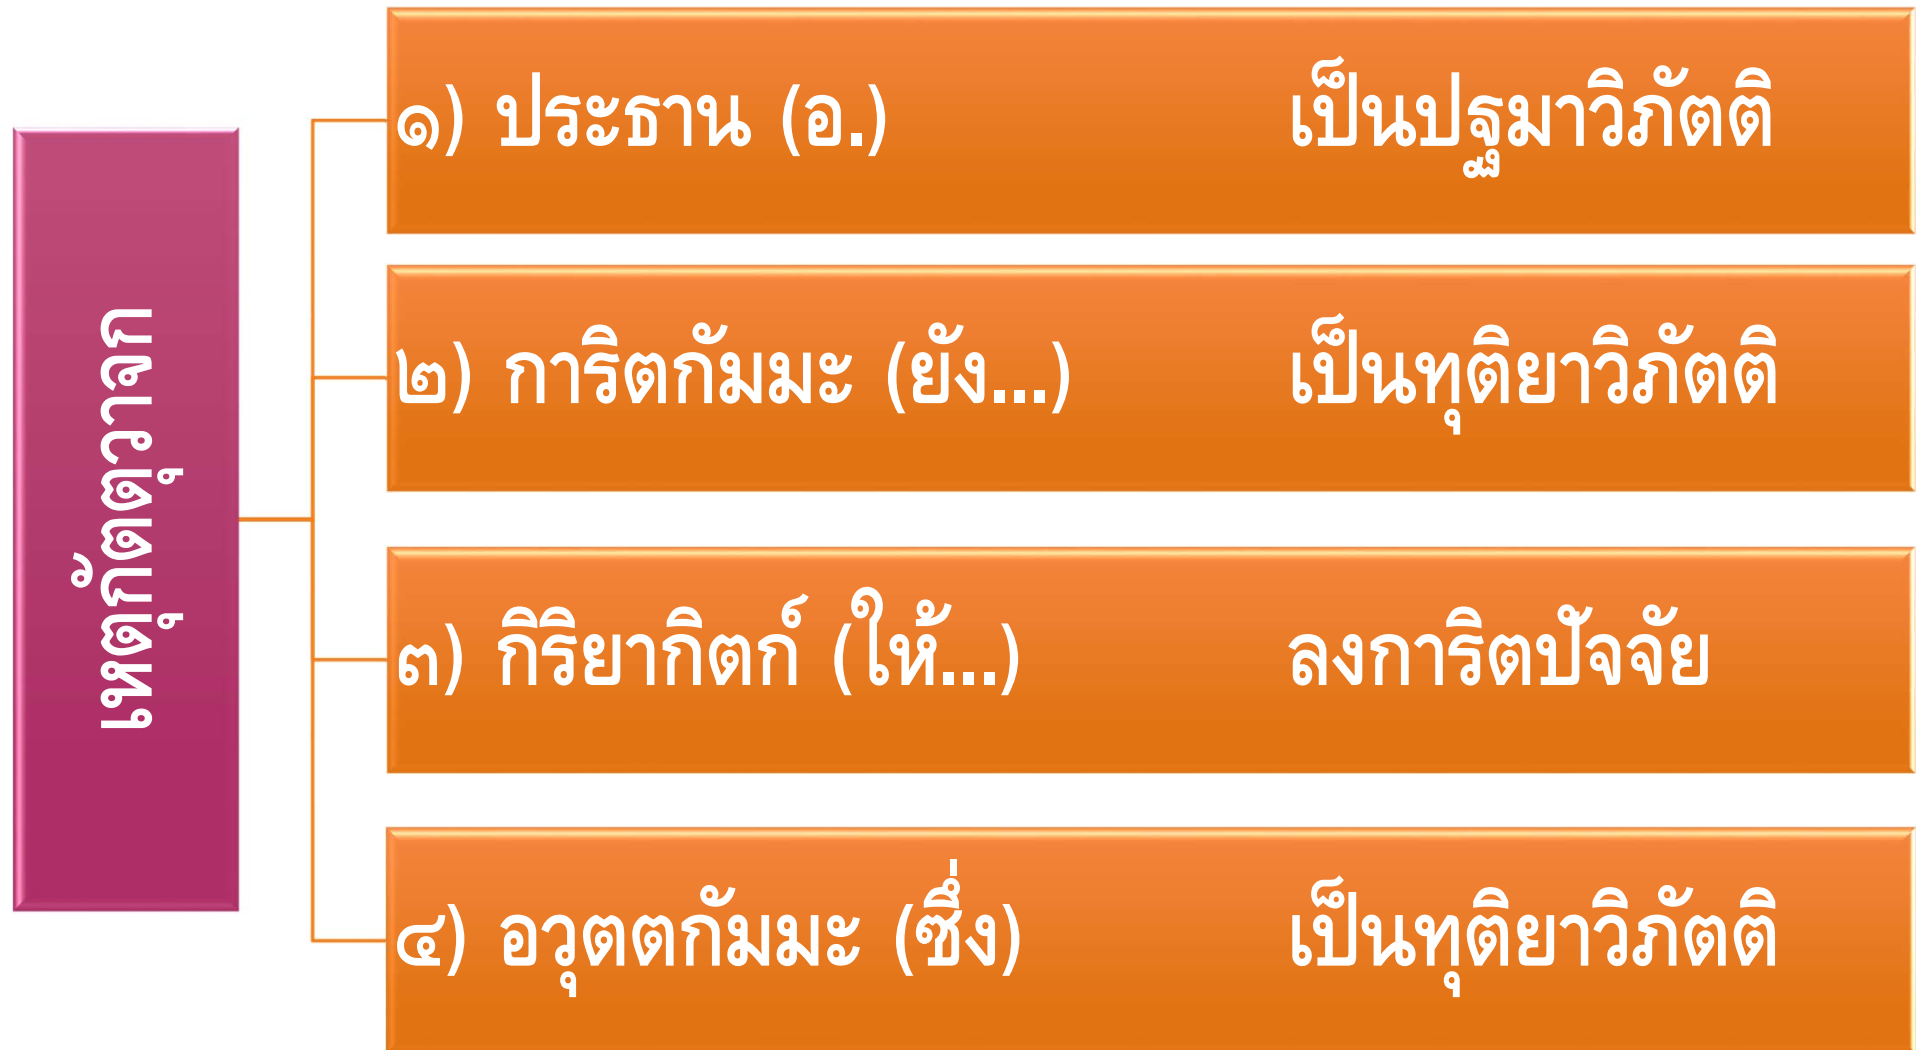 เหตุกัตตุวาจก
๑) ประธาน (อ.) เป็นปฐมาวิภัตติ
๒) การิตกัมมะ (ยัง...) เป็นทุติยาวิภัตติ
๓) กิริยากิตก์ (ให้...) ลงการิตปัจจัย
๔) อวุตตกัมมะ (ซึ่ง) เป็นทุติยาวิภัตติ